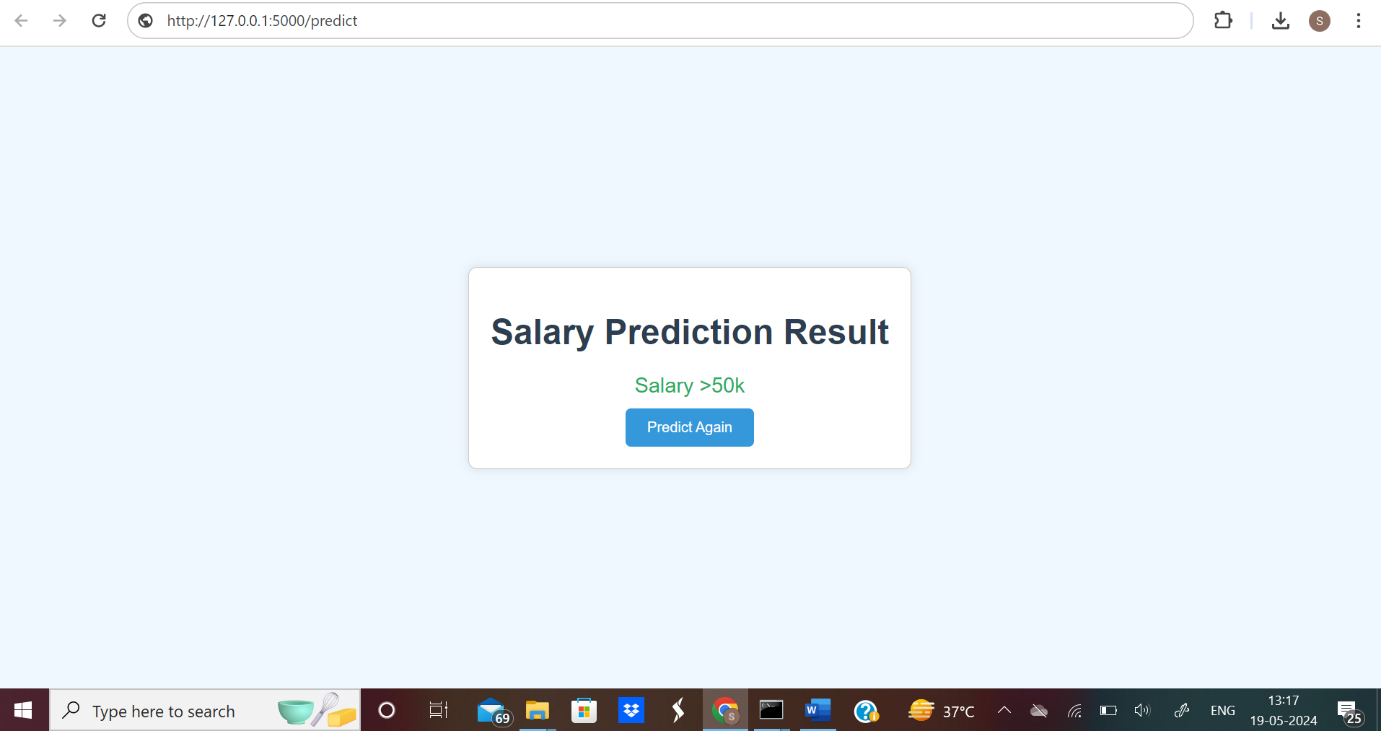 http://127.0.0.1:5000/predict
S
Salary Prediction Result
Salary >50k
Predict Again
Type here to search
69
S
W
37°C
ENG
13:17
19-05-2024
25